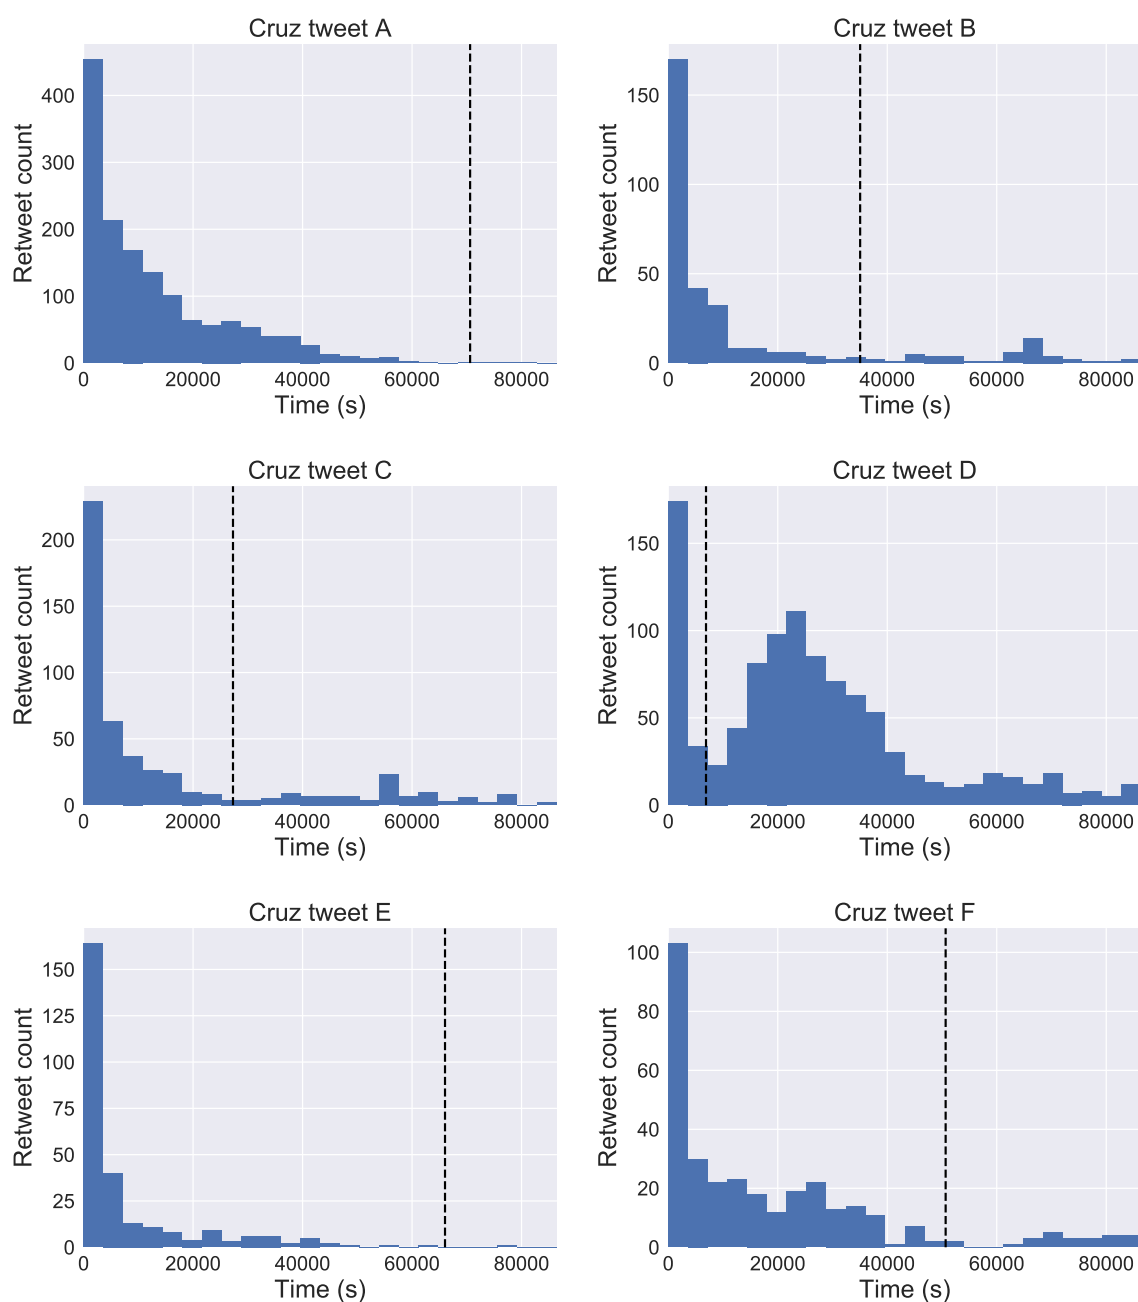 Cruz tweet A
Retweet count
400
300
200
100
0
0 20000 40000 60000 80000
Time (s)
Cruz tweet B
Retweet count
150
100
50
0
0 20000 40000 60000 80000
Time (s)
Cruz tweet C
Retweet count
200
150
100
50
0
0 20000 40000 60000 80000
Time (s)
Cruz tweet D
Retweet count
150
100
50
0
0 20000 40000 60000 80000
Time (s)
Cruz tweet E
Retweet count
150
125
100
75
50
25
0
0 20000 40000 60000 80000
Time (s)
Cruz tweet F
Retweet count
100
80
60
40
20
0
0 20000 40000 60000 80000
Time (s)